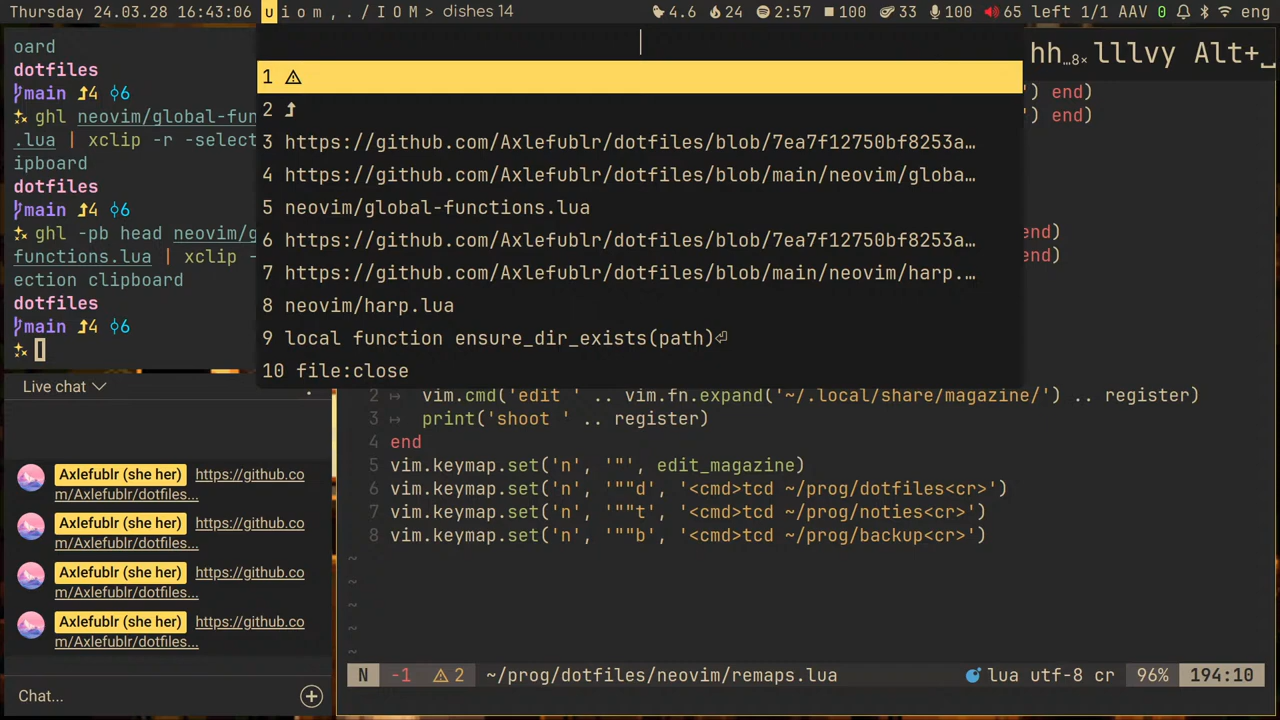 Thursday 24.03.28 16:43:06 u i o m , . / I O M > dishes 14 4.6 24 2:57 100 33 100 65 left 1/1 AAV 0 eng
hh…8× lllvy Alt+
1 ⚠
2
3 https://github.com/Axlefublr/dotfiles/blob/7ea7f12750bf8253a…
4 https://github.com/Axlefublr/dotfiles/blob/main/neovim/globa…
5 neovim/global-functions.lua
6 https://github.com/Axlefublr/dotfiles/blob/7ea7f12750bf8253a…
7 https://github.com/Axlefublr/dotfiles/blob/main/neovim/harp.…
8 neovim/harp.lua
9 local function ensure_dir_exists(path)⏎
10 file:close
oard
dotfiles
main 4 6
ghl neovim/global-fun
.lua | xclip -r -select
ipboard
dotfiles
main 4 6
ghl -pb head neovim/g
functions.lua | xclip -
ection clipboard
dotfiles
main 4 6
') end)
') end)
end)
end)
2 vim.cmd('edit ' .. vim.fn.expand('~/.local/share/magazine/') .. register)
3 print('shoot ' .. register)
4 end
5 vim.keymap.set('n', '"', edit_magazine)
6 vim.keymap.set('n', '""d', '<cmd>tcd ~/prog/dotfiles<cr>')
7 vim.keymap.set('n', '""t', '<cmd>tcd ~/prog/noties<cr>')
8 vim.keymap.set('n', '""b', '<cmd>tcd ~/prog/backup<cr>')
~
~
~
~
~
N -1 ⚠ 2 ~/prog/dotfiles/neovim/remaps.lua lua utf-8 cr 96% 194:10
Live chat
Axlefublr (she her) https://github.co
m/Axlefublr/dotfiles...
Axlefublr (she her) https://github.co
m/Axlefublr/dotfiles...
Axlefublr (she her) https://github.co
m/Axlefublr/dotfiles...
Axlefublr (she her) https://github.co
m/Axlefublr/dotfiles...
Chat...